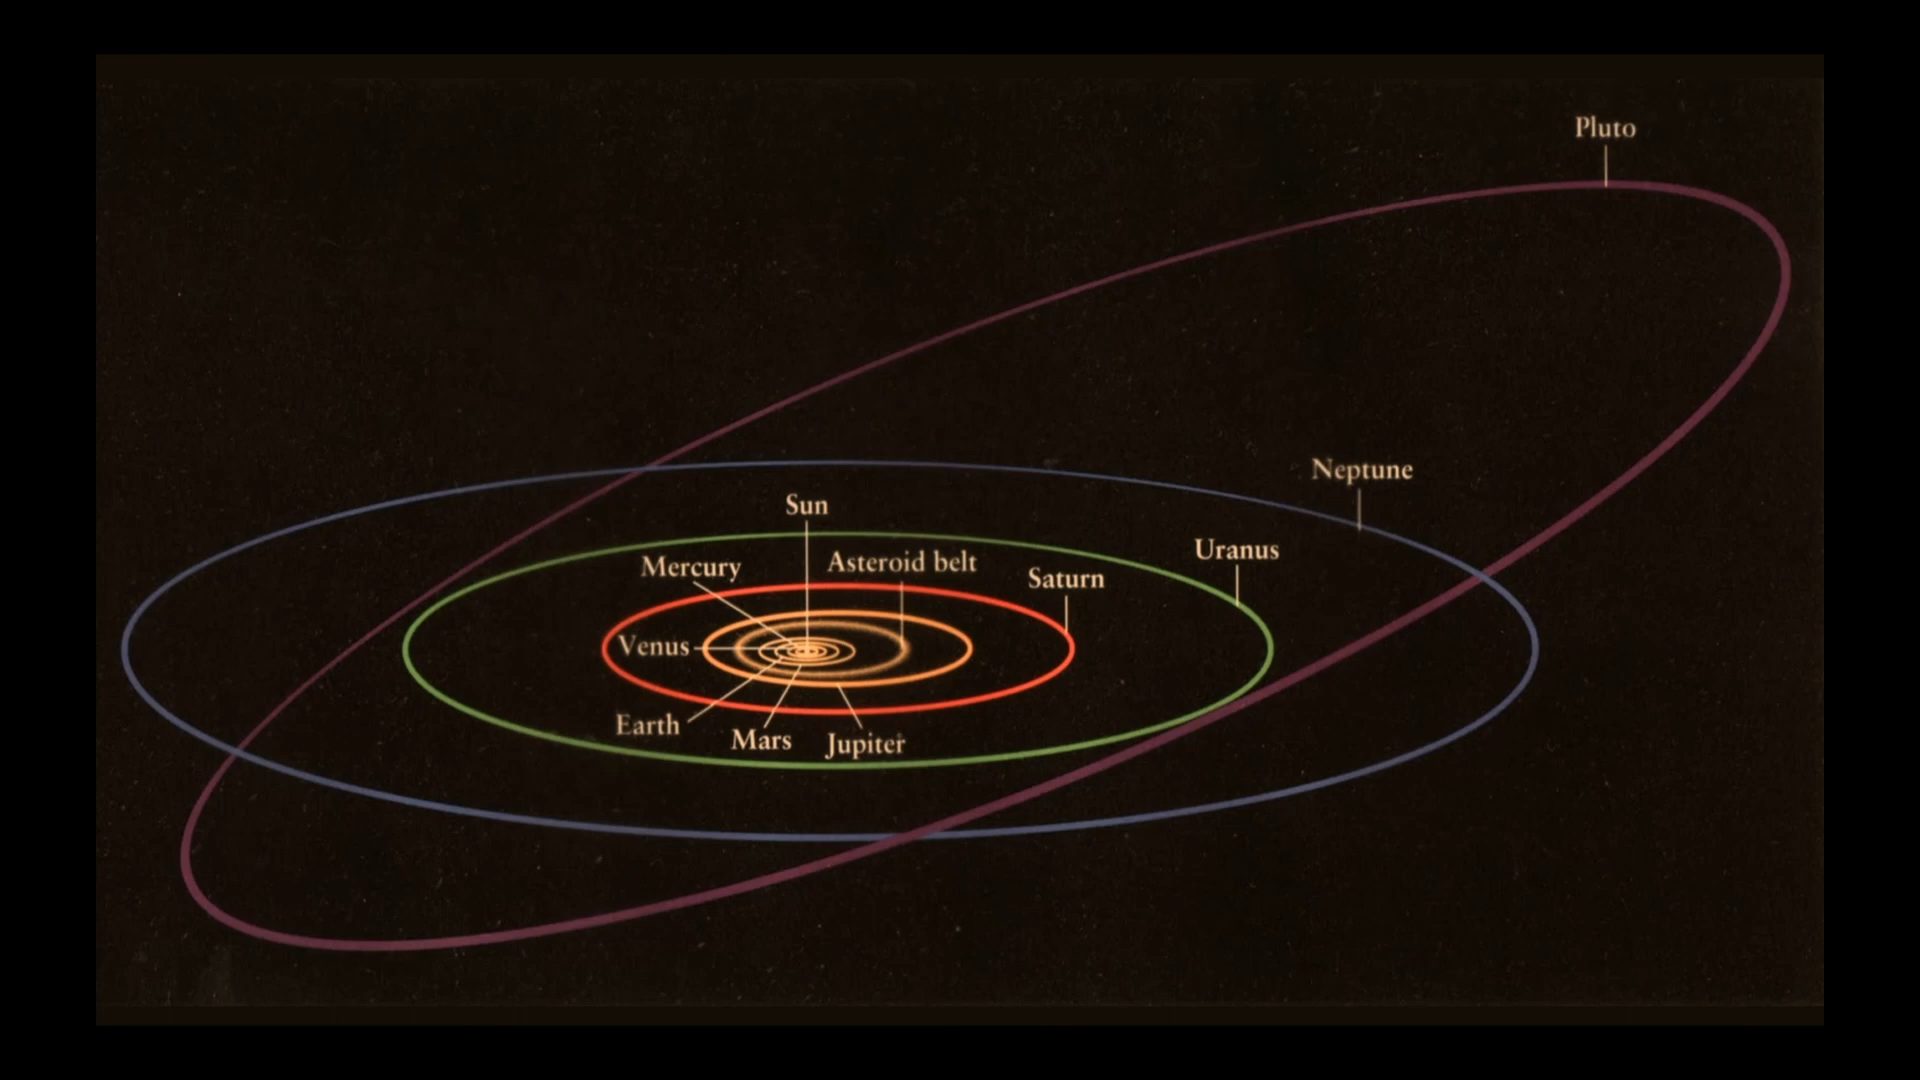 Pluto
Neptune
Sun
Uranus
Mercury
Asteroid belt
Saturn
Venus
Earth
Mars
Jupiter